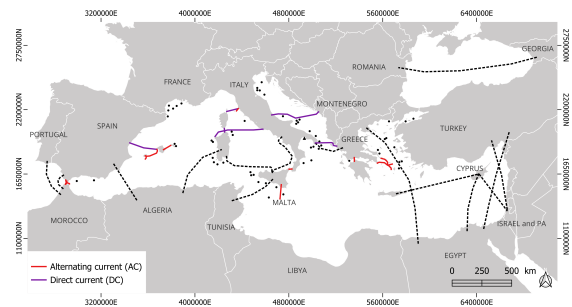 3200000E 4000000E 4800000E 5600000E 6400000E
2750000N 2750000N
GEORGIA
ROMANIA
FRANCE ITALY
2200000N MONTENEGRO 2200000N
SPAIN
PORTUGAL TURKEY
GREECE
1650000N CYPRUS 1650000N
MALTA
MOROCCO ALGERIA ISRAEL and PA
TUNISIA
1100000N 1100000N
EGYPT
LIBYA
Alternating current (AC)
Direct current (DC)
0 250 500 km
3200000E 4000000E 4800000E 5600000E 6400000E